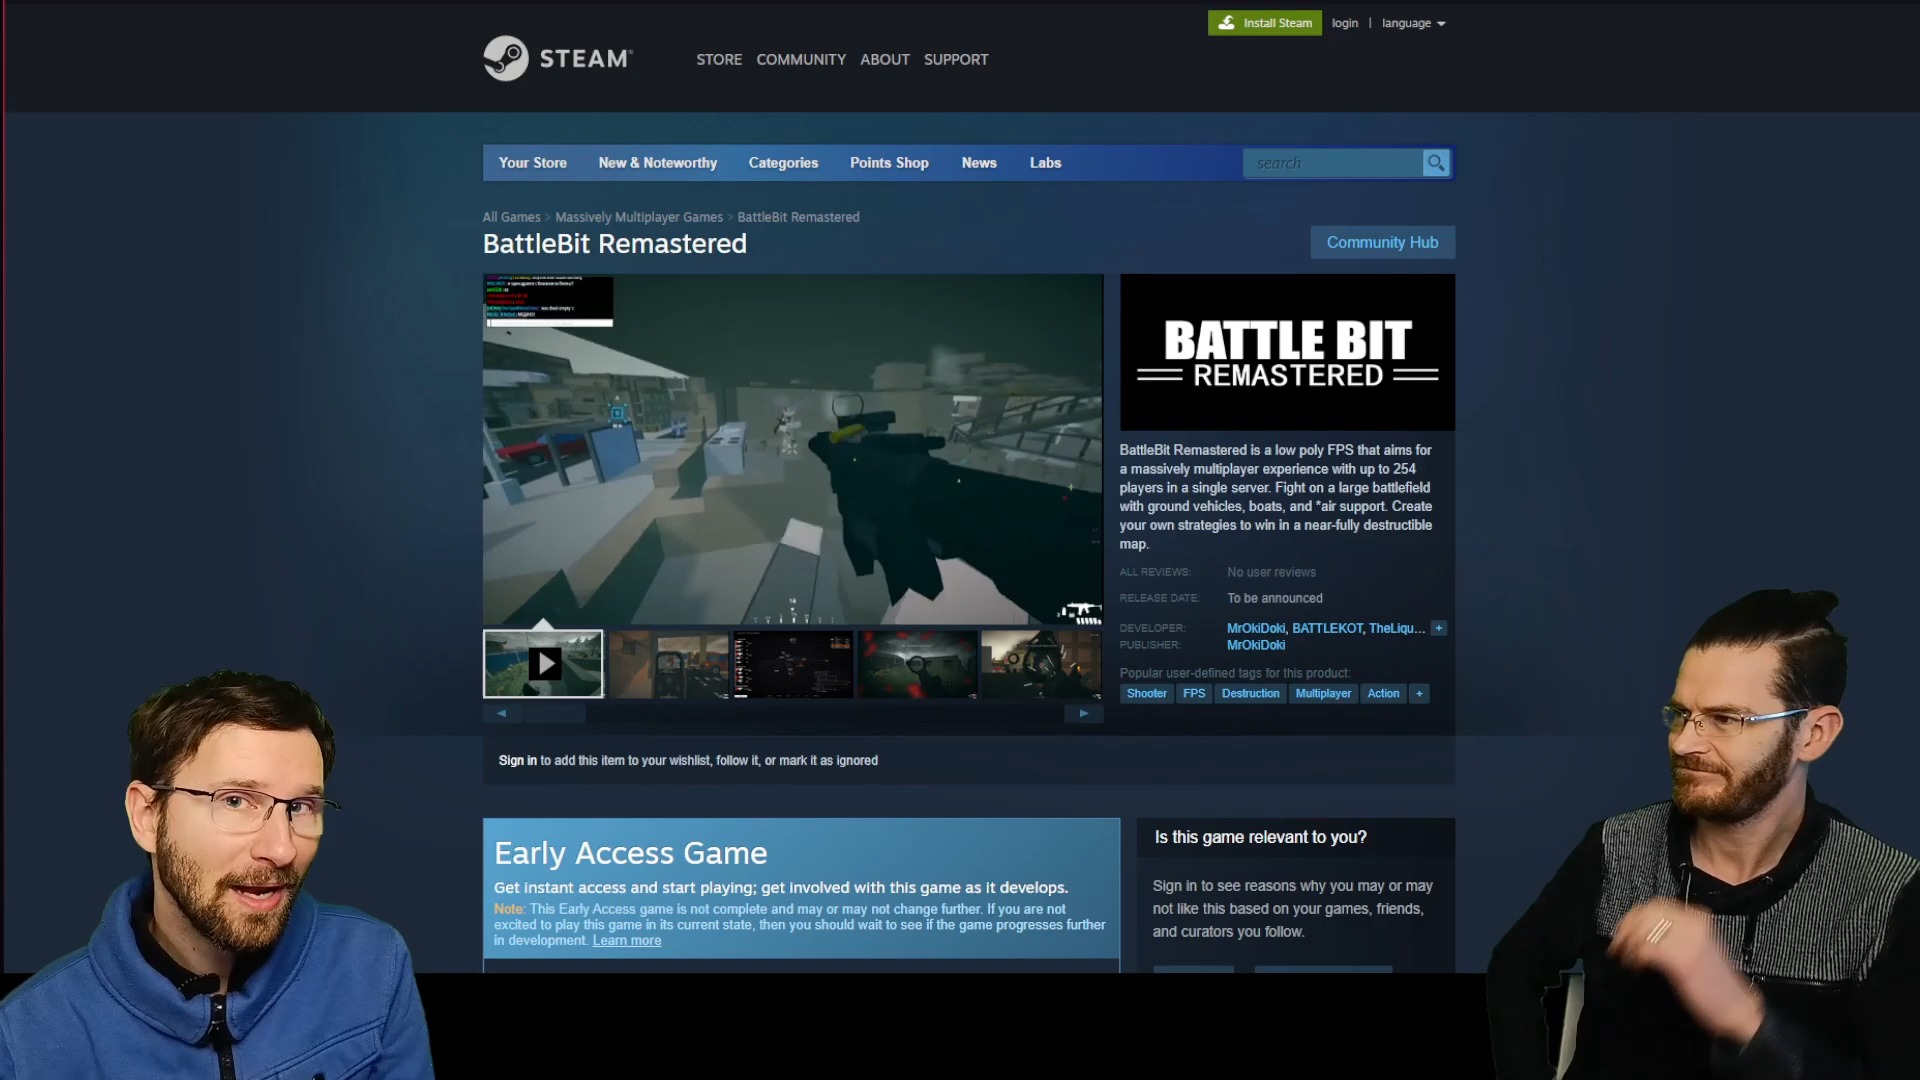 Install Steam login | language
STEAM®
STORE COMMUNITY ABOUT SUPPORT
Your Store New & Noteworthy Categories Points Shop News Labs search
All Games > Massively Multiplayer Games > BattleBit Remastered
BattleBit Remastered
Community Hub
BATTLE BIT
REMASTERED
BattleBit Remastered is a low poly FPS that aims for
a massively multiplayer experience with up to 254
players in a single server. Fight on a large battlefield
with ground vehicles, boats, and *air support. Create
your own strategies to win in a near-fully destructible
map.
ALL REVIEWS: No user reviews
RELEASE DATE: To be announced
DEVELOPER: MrOkiDoki, BATTLEKOT, TheLiqu... +
PUBLISHER: MrOkiDoki
Popular user-defined tags for this product:
Shooter FPS Destruction Multiplayer Action +
Sign in to add this item to your wishlist, follow it, or mark it as ignored
Early Access Game
Get instant access and start playing; get involved with this game as it develops.
Note: This Early Access game is not complete and may or may not change further. If you are not
excited to play this game in its current state, then you should wait to see if the game progresses further
in development. Learn more
Is this game relevant to you?
Sign in to see reasons why you may or may
not like this based on your games, friends,
and curators you follow.